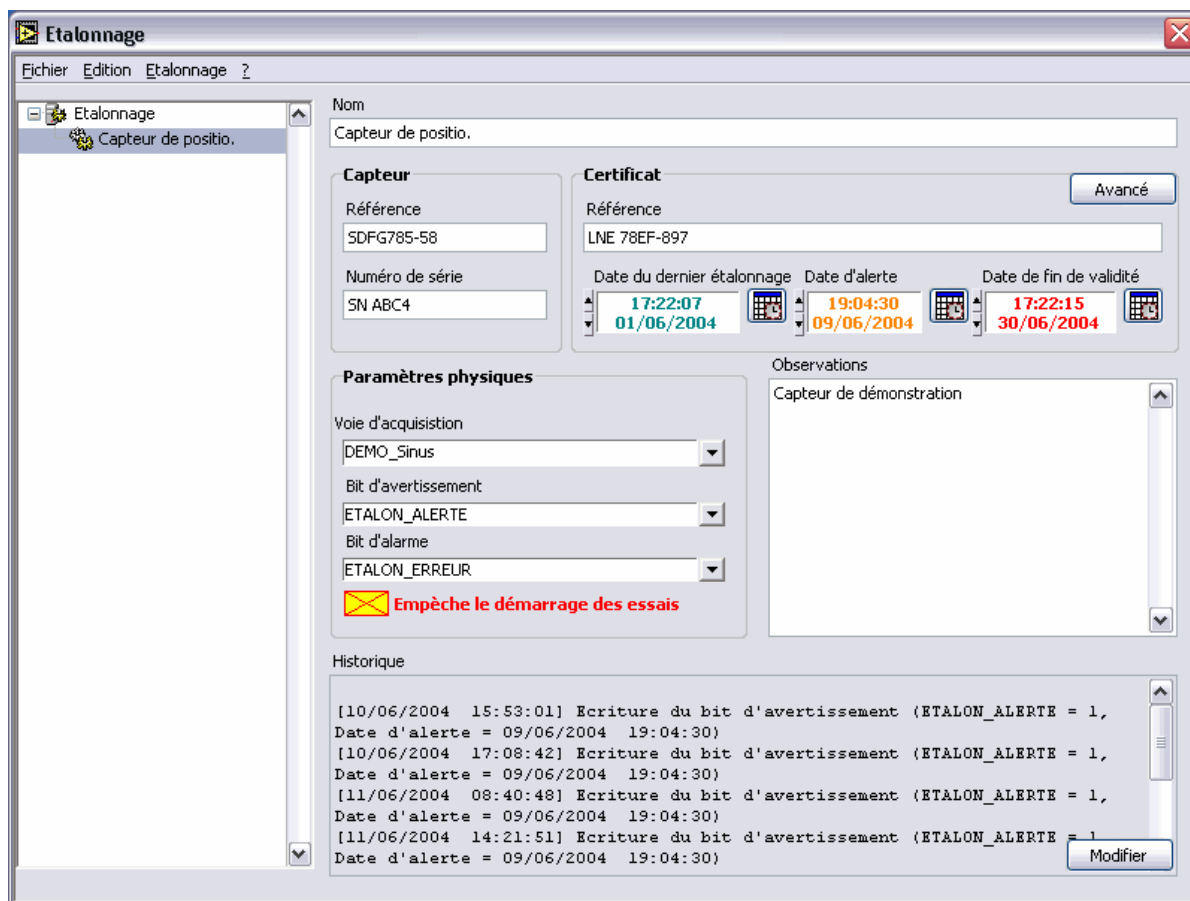 Etalonnage
Fichier Edition Etalonnage ?
Etalonnage
Capteur de positio.
Nom
Capteur de positio.
Capteur
Référence
SDFG785-58
Numéro de série
SN ABC4
Certificat
Avancé
Référence
LNE 78EF-897
Date du dernier étalonnage Date d'alerte Date de fin de validité
17:22:07 19:04:30 17:22:15
01/06/2004 09/06/2004 30/06/2004
Paramètres physiques
Voie d'acquisistion
DEMO_Sinus
Bit d'avertissement
ETALON_ALERTE
Bit d'alarme
ETALON_ERREUR
Empèche le démarrage des essais
Observations
Capteur de démonstration
Historique
[10/06/2004 15:53:01] Ecriture du bit d'avertissement (ETALON_ALERTE = 1,
Date d'alerte = 09/06/2004 19:04:30)
[10/06/2004 17:08:42] Ecriture du bit d'avertissement (ETALON_ALERTE = 1,
Date d'alerte = 09/06/2004 19:04:30)
[11/06/2004 08:40:48] Ecriture du bit d'avertissement (ETALON_ALERTE = 1,
Date d'alerte = 09/06/2004 19:04:30)
[11/06/2004 14:21:51] Ecriture du bit d'avertissement (ETALON_ALERTE = 1
Date d'alerte = 09/06/2004 19:04:30)
Modifier